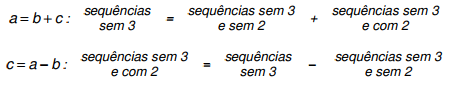 a = b + c : sequências sem 3 = sequências sem 3 e sem 2 + sequências sem 3 e com 2
c = a – b : sequências sem 3 e com 2 = sequências sem 3 – sequências sem 3 e sem 2